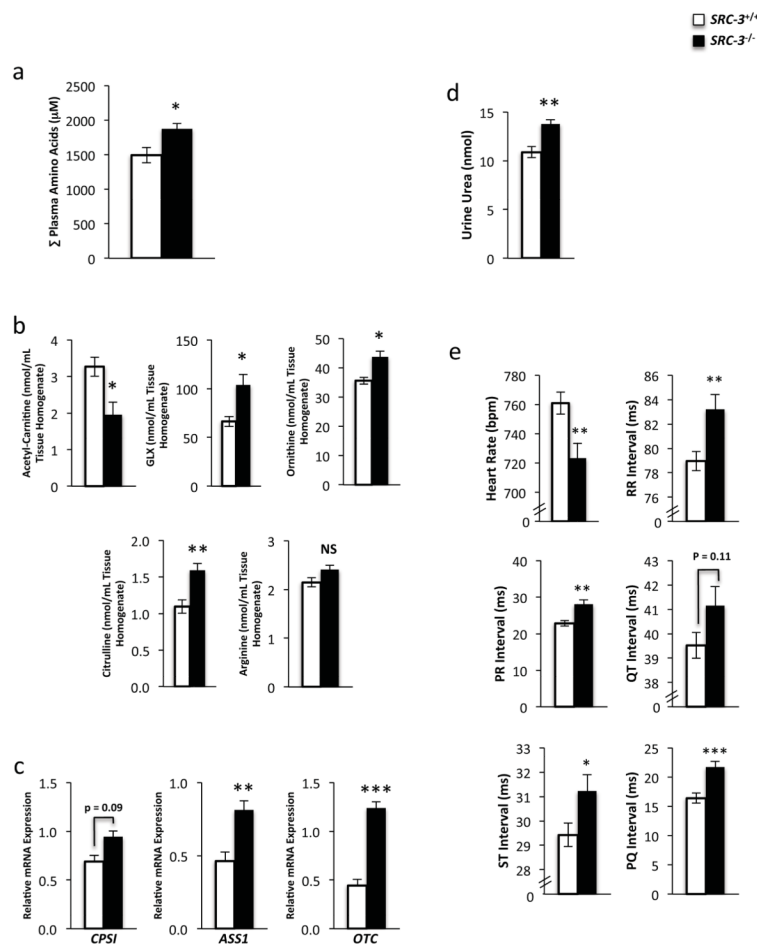 SRC-3+/+
SRC-3-/-
a
Σ Plasma Amino Acids (μM)
2500
2000
1500
1000
500
0
*
d
Urine Urea (nmol)
15
10
5
0
**
b
Acetyl-Carnitine (nmol/mL
Tissue Homogenate)
4
3
2
1
0
*
GLX (nmol/mL Tissue
Homogenate)
150
100
50
0
*
Ornithine (nmol/mL Tissue
Homogenate)
50
40
30
20
10
0
*
Citrulline (nmol/mL Tissue
Homogenate)
2.0
1.5
1.0
0.5
0.0
**
Arginine (nmol/mL Tissue
Homogenate)
3
2
2
1
0
NS
c
Relative mRNA Expression
1.5
1.0
0.5
0.0
p = 0.09
CPSI
Relative mRNA Expression
1.0
0.5
0.0
**
ASS1
Relative mRNA Expression
1.5
1.0
0.5
0.0
***
OTC
e
Heart Rate (bpm)
780
760
740
720
700
0
**
RR Interval (ms)
86
84
82
80
78
76
0
**
PR Interval (ms)
40
30
20
10
0
**
QT Interval (ms)
43
42
41
40
39
38
0
P = 0.11
ST Interval (ms)
33
32
31
30
29
28
0
*
PQ Interval (ms)
25
20
15
10
5
0
***